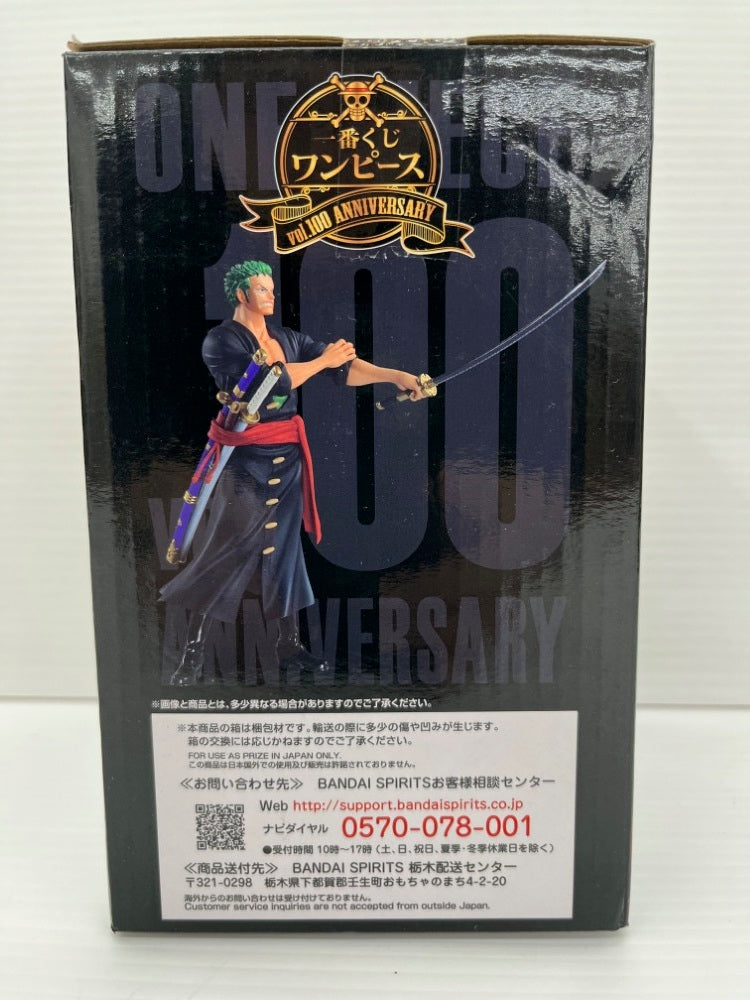 ONE PIECE
一番くじ
ワンピース
vol.100 ANNIVERSARY
100
ANNIVERSARY
※画像と商品とは、多少異なる場合がありますのでご了承ください。
※本商品の箱は梱包材です。輸送の際に多少の傷や凹みが生じます。
箱の交換には応じかねますのでご了承ください。
FOR USE AS PRIZE IN JAPAN ONLY.
この商品は日本国外での使用及び販売は許諾されておりません。
≪お問い合わせ先≫ BANDAI SPIRITSお客様相談センター
Web http://support.bandaispirits.co.jp
ナビダイヤル 0570-078-001
●受付時間 10時～17時（土、日、祝日、夏季・冬季休業日を除く）
≪商品送付先≫ BANDAI SPIRITS 栃木配送センター
〒321-0298 栃木県下都賀郡壬生町おもちゃのまち4-2-20
海外からのお問い合わせは受け付けておりません。
Customer service inquiries are not accepted from outside Japan.